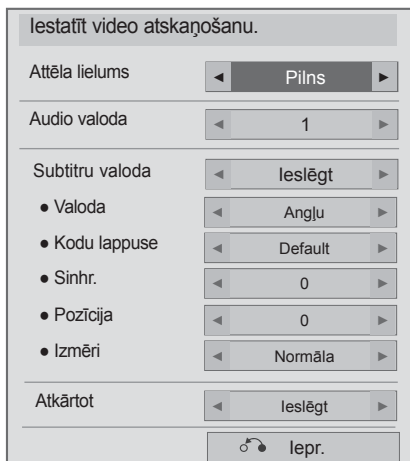 Iestatīt video atskaņošanu.
Attēla lielums ◄ Pilns ►
Audio valoda ◄ 1 ►
Subtitru valoda ◄ Ieslēgt ►
● Valoda ◄ Angļu ►
● Kodu lappuse ◄ Default ►
● Sinhr. ◄ 0 ►
● Pozīcija ◄ 0 ►
● Izmēri ◄ Normāla ►
Atkārtot ◄ Ieslēgt ►
Iepr.